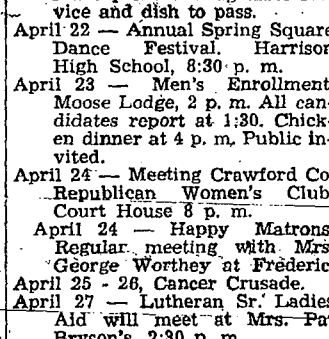 vice and dish to pass.
April 22 — Annual Spring Square
Dance Festival. Harrison
High School, 8:30 p. m.
April 23 — Men's Enrollment
Moose Lodge, 2 p. m. All can-
didates report at 1:30. Chick-
en dinner at 4 p. m. Public in-
vited.
April 24 — Meeting Crawford Co
Republican Women's Club
Court House 8 p. m.
April 24 — Happy Matrons
Regular meeting with Mrs
George Worthey at Frederic
April 25 - 26, Cancer Crusade.
April 27 — Lutheran Sr. Ladies
Aid will meet at Mrs. Pa
Bryson's 2:30 p. m.